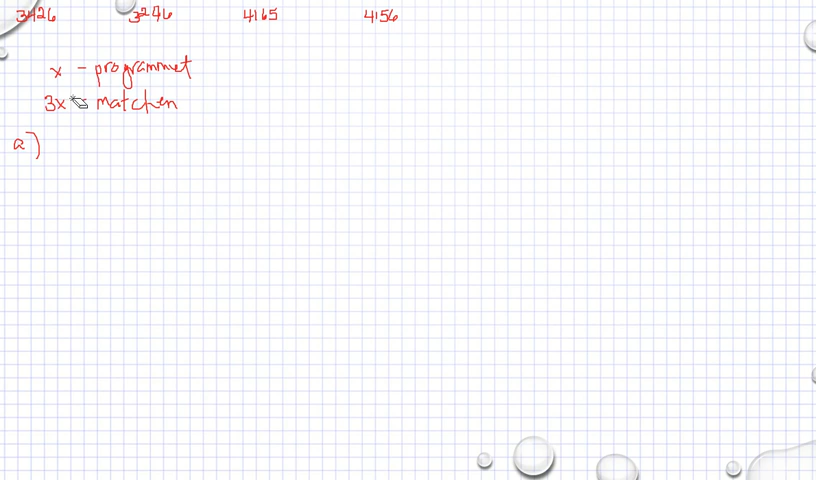 3426 3246 4165 4156
x - programmet
3x - matchen
a)